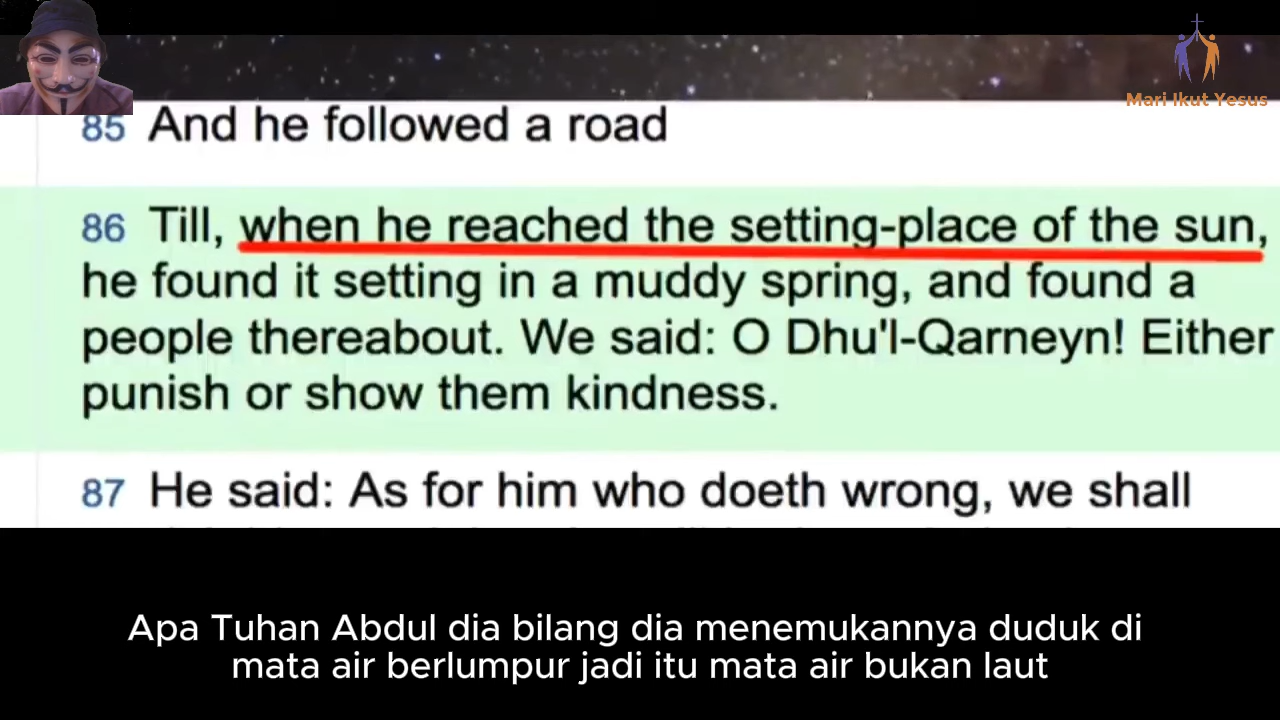 Mari Ikut Yesus
85 And he followed a road
86 Till, when he reached the setting-place of the sun,
he found it setting in a muddy spring, and found a
people thereabout. We said: O Dhu'l-Qarneyn! Either
punish or show them kindness.
87 He said: As for him who doeth wrong, we shall
Apa Tuhan Abdul dia bilang dia menemukannya duduk di
mata air berlumpur jadi itu mata air bukan laut